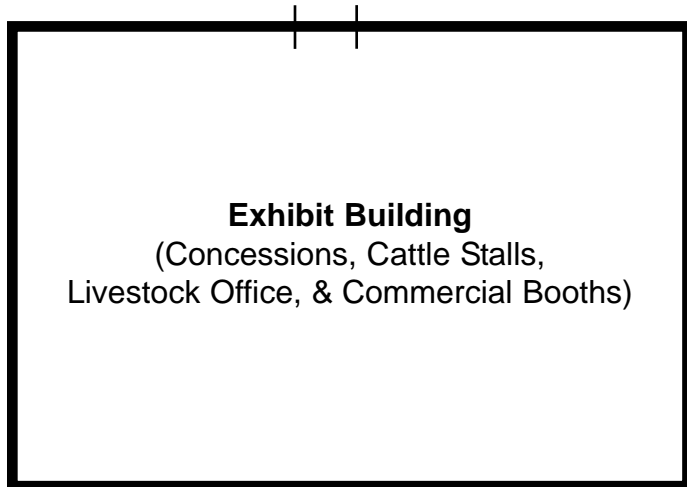 Exhibit Building
(Concessions, Cattle Stalls,
Livestock Office, & Commercial Booths)